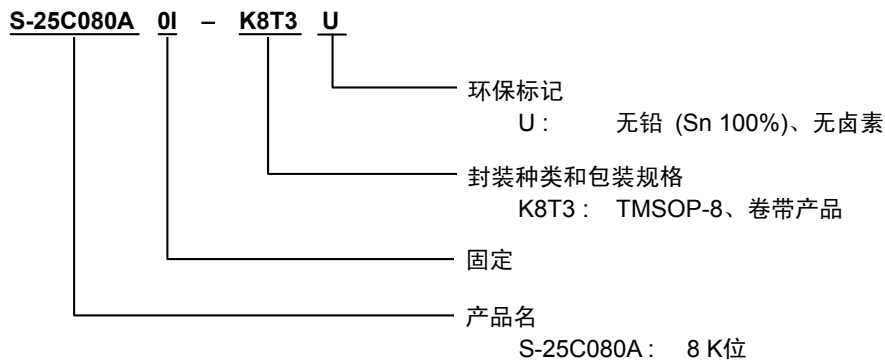 S-25C080A 0I – K8T3 U
环保标记
U : 无铅 (Sn 100%)、无卤素
封装种类和包装规格
K8T3 : TMSOP-8、卷带产品
固定
产品名
S-25C080A : 8 K位